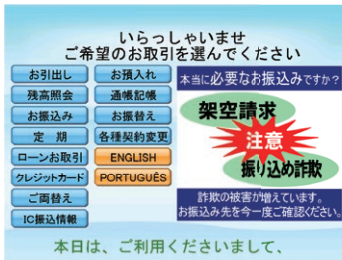 いらっしゃいませ
ご希望のお取引を選んでください
お引出し
お預入れ
残高照会
通帳記帳
お振込み
お振替え
定 期
各種契約変更
ローンお取引
ENGLISH
クレジットカード
PORTUGUÊS
ご両替え
IC振込情報
本当に必要なお振込みですか?
架空請求
注意
振り込め詐欺
詐欺の被害が増えています。
お振込み先を今一度ご確認ください。
本日は、ご利用くださいまして、